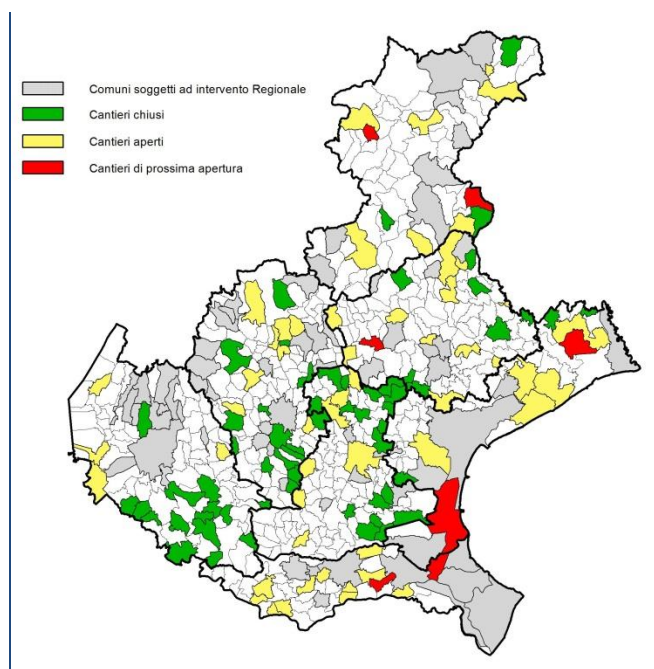 Comuni soggetti ad intervento Regionale
Cantieri chiusi
Cantieri aperti
Cantieri di prossima apertura